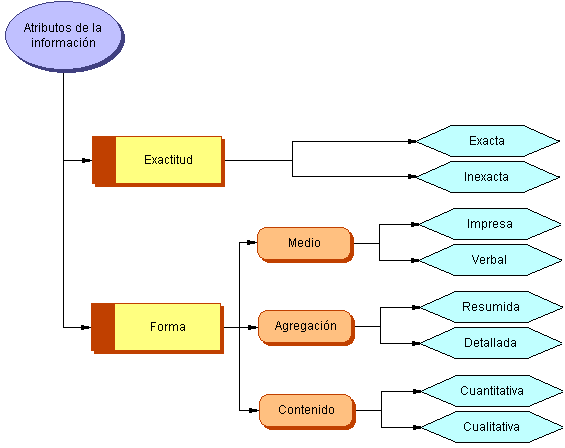 Atributos de la
información
Exactitud
Exacta
Inexacta
Forma
Medio
Impresa
Verbal
Agregación
Resumida
Detallada
Contenido
Cuantitativa
Cualitativa